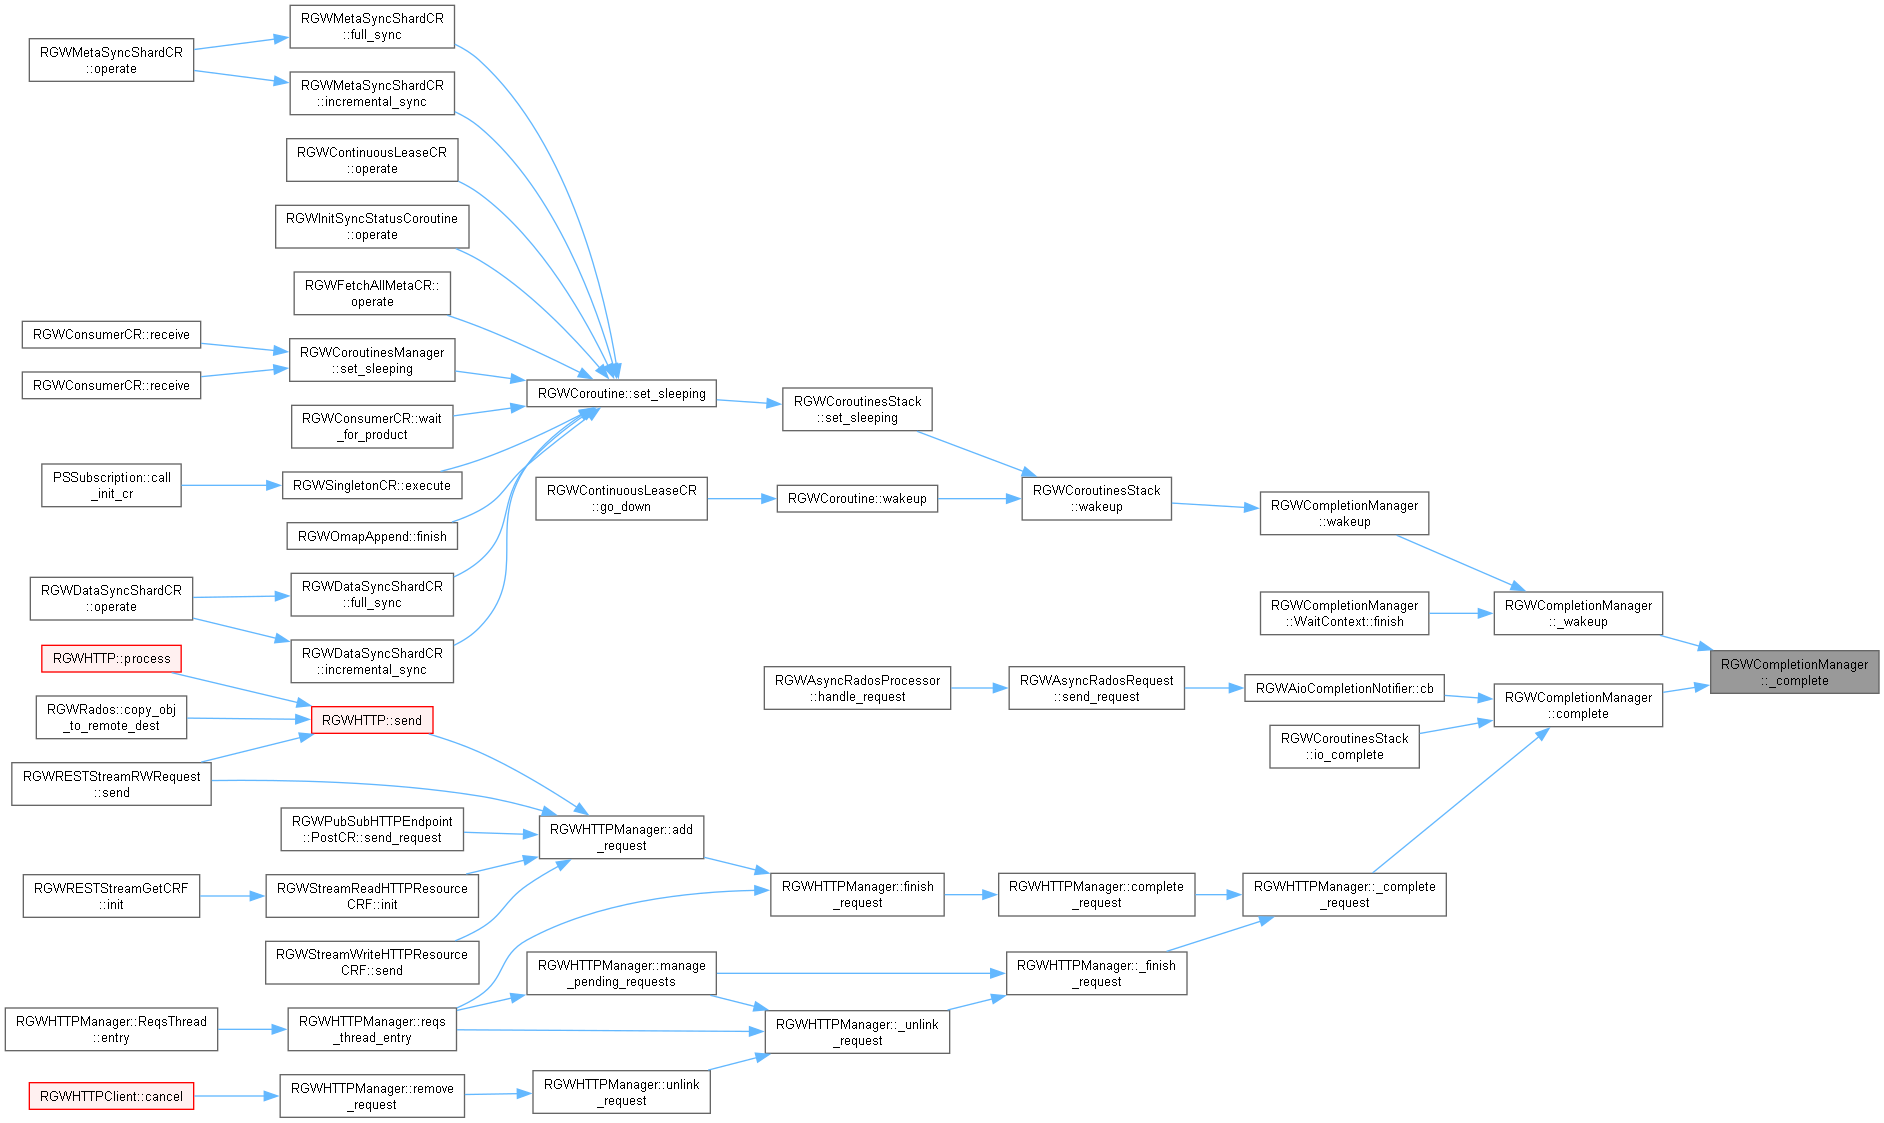 RGWMetaSyncShardCR
::full_sync
RGWMetaSyncShardCR
::operate
RGWMetaSyncShardCR
::incremental_sync
RGWContinuousLeaseCR
::operate
RGWInitSyncStatusCoroutine
::operate
RGWFetchAllMetaCR::
operate
RGWConsumerCR::receive
RGWCoroutinesManager
::set_sleeping
RGWConsumerCR::receive
RGWCoroutine::set_sleeping
RGWCoroutinesStack
::set_sleeping
RGWConsumerCR::wait
_for_product
PSSubscription::call
_init_cr
RGWSingletonCR::execute
RGWContinuousLeaseCR
::go_down
RGWCoroutine::wakeup
RGWCoroutinesStack
::wakeup
RGWCompletionManager
::wakeup
RGWOmapAppend::finish
RGWDataSyncShardCR
::operate
RGWDataSyncShardCR
::full_sync
RGWCompletionManager
::WaitContext::finish
RGWCompletionManager
::_wakeup
RGWHTTP::process
RGWDataSyncShardCR
::incremental_sync
RGWCompletionManager
::_complete
RGWAsyncRadosProcessor
::handle_request
RGWAsyncRadosRequest
::send_request
RGWAioCompletionNotifier::cb
RGWCompletionManager
::complete
RGWRados::copy_obj
_to_remote_dest
RGWHTTP::send
RGWCoroutinesStack
::io_complete
RGWRESTStreamRWRequest
::send
RGWPubSubHTTPEndpoint
::PostCR::send_request
RGWHTTPManager::add
_request
RGWRESTStreamGetCRF
::init
RGWStreamReadHTTPResource
CRF::init
RGWHTTPManager::finish
_request
RGWHTTPManager::complete
_request
RGWHTTPManager::_complete
_request
RGWStreamWriteHTTPResource
CRF::send
RGWHTTPManager::manage
_pending_requests
RGWHTTPManager::_finish
_request
RGWHTTPManager::ReqsThread
::entry
RGWHTTPManager::reqs
_thread_entry
RGWHTTPManager::_unlink
_request
RGWHTTPClient::cancel
RGWHTTPManager::remove
_request
RGWHTTPManager::unlink
_request